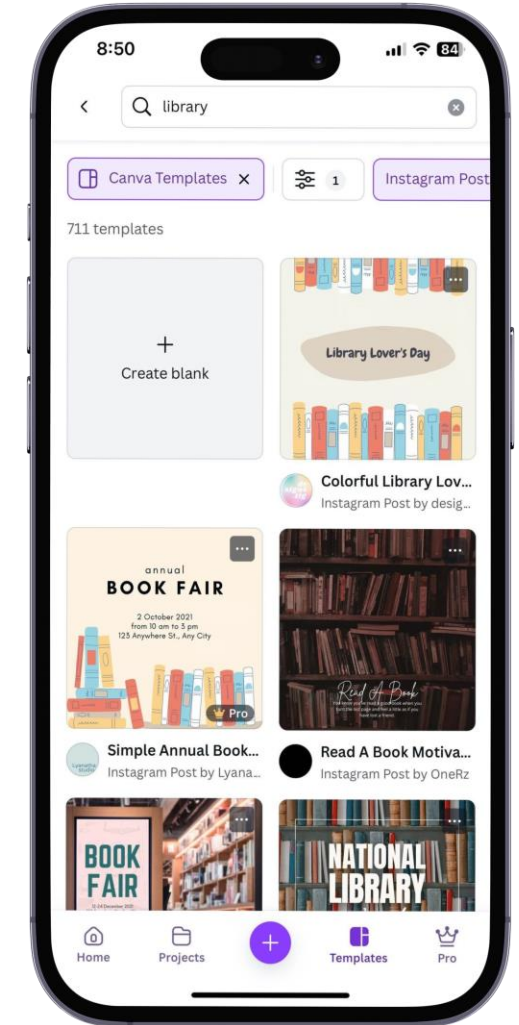 8:50
84
library
Canva Templates
1
Instagram Post
711 templates
Create blank
Library Lover's Day
Colorful Library Lov...
Instagram Post by desig...
annual
BOOK FAIR
2 October 2021
from 10 am to 3 pm
123 Anywhere St., Any City
Pro
Read A Book
Simple Annual Book...
Instagram Post by Lyana...
Read A Book Motiva...
Instagram Post by OneRz
BOOK
FAIR
NATIONAL
LIBRARY
Home
Projects
Templates
Pro